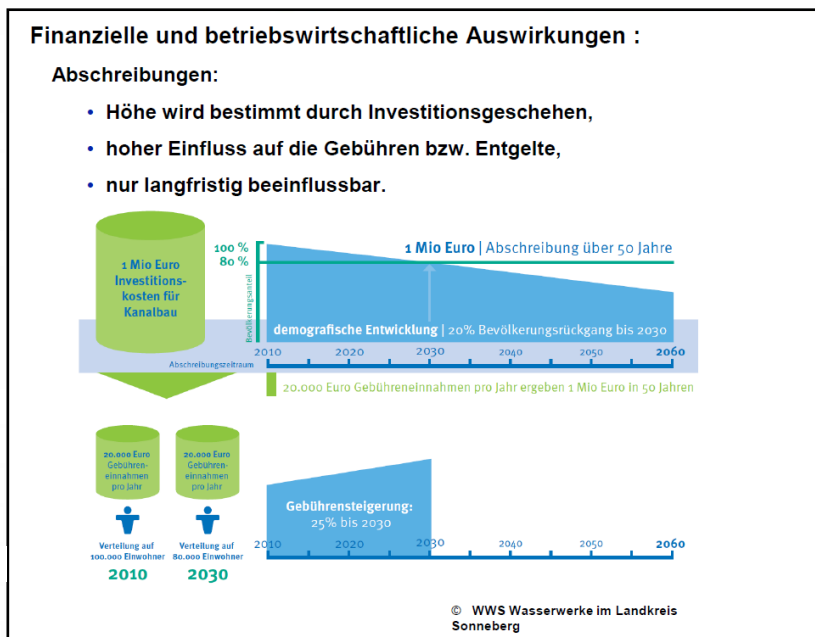 Finanzielle und betriebswirtschaftliche Auswirkungen :
Abschreibungen:
• Höhe wird bestimmt durch Investitionsgeschehen,
• hoher Einfluss auf die Gebühren bzw. Entgelte,
• nur langfristig beeinflussbar.
1 Mio Euro
Investitions-
kosten für
Kanalbau
100 %
80 %
Bevölkerungsanteil
1 Mio Euro | Abschreibung über 50 Jahre
demografische Entwicklung | 20% Bevölkerungsrückgang bis 2030
2010 2020 2030 2040 2050 2060
Abschreibungszeitraum
20.000 Euro Gebühreneinnahmen pro Jahr ergeben 1 Mio Euro in 50 Jahren
20.000 Euro
Gebühren-
einnahmen
pro Jahr
20.000 Euro
Gebühren-
einnahmen
pro Jahr
Verteilung auf
100.000 Einwohner
2010
Verteilung auf
80.000 Einwohner
2030
Gebührensteigerung:
25% bis 2030
2010 2020 2030 2040 2050 2060
© WWS Wasserwerke im Landkreis
Sonneberg